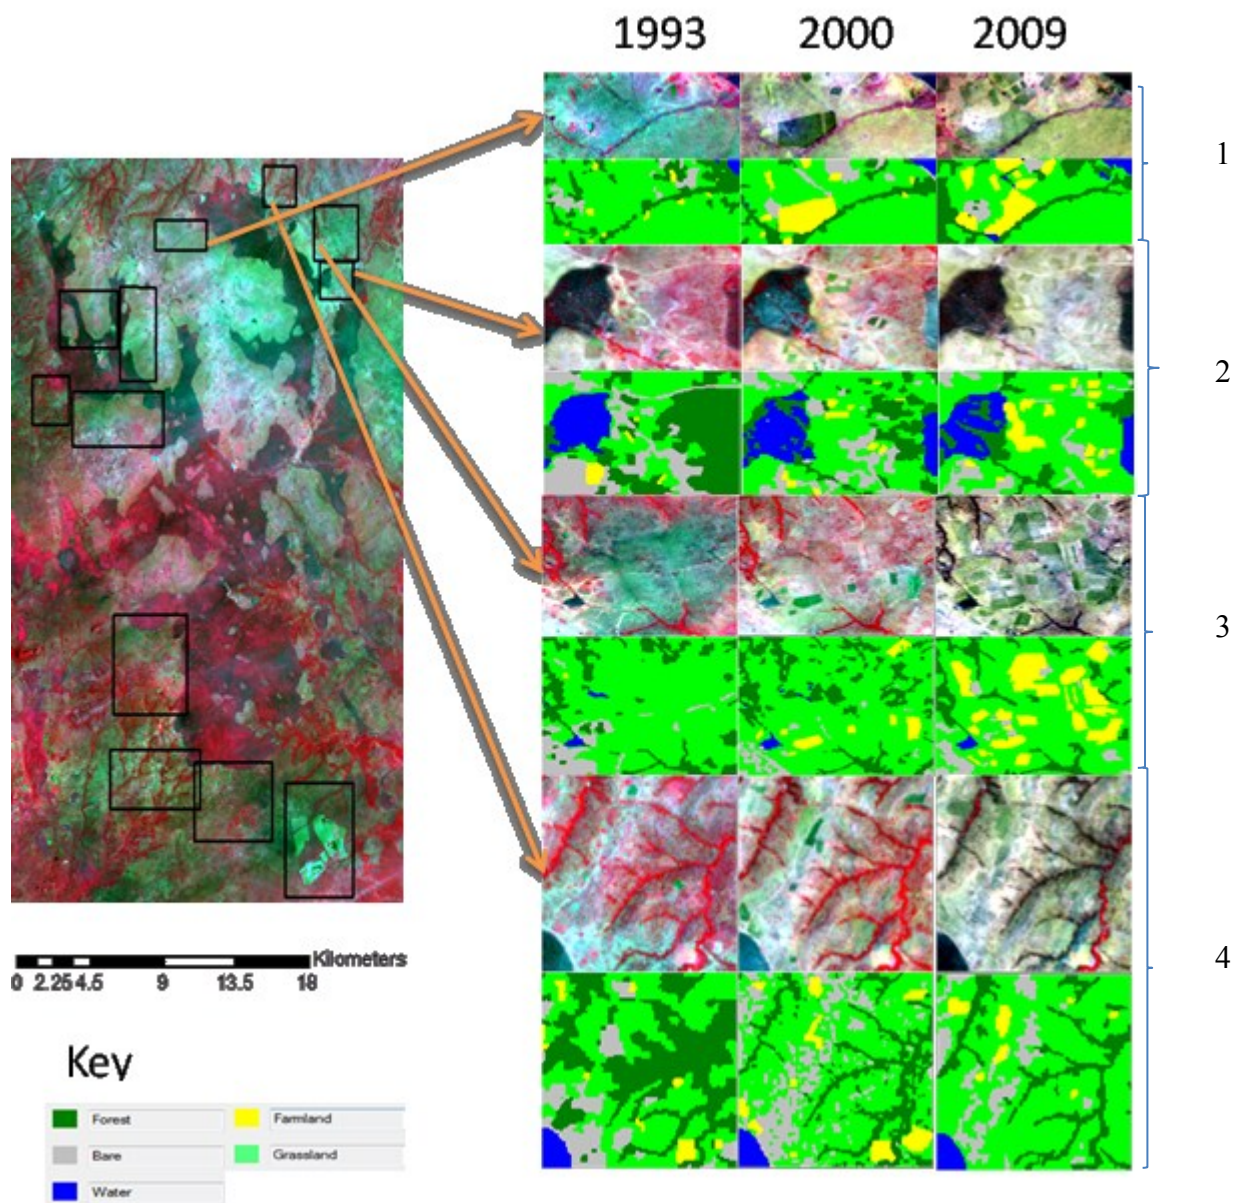 1993 2000 2009
1
2
3
4
Kilometers
0 2.25 4.5 9 13.5 18
Key
Forest Farmland
Bare Grassland
Water